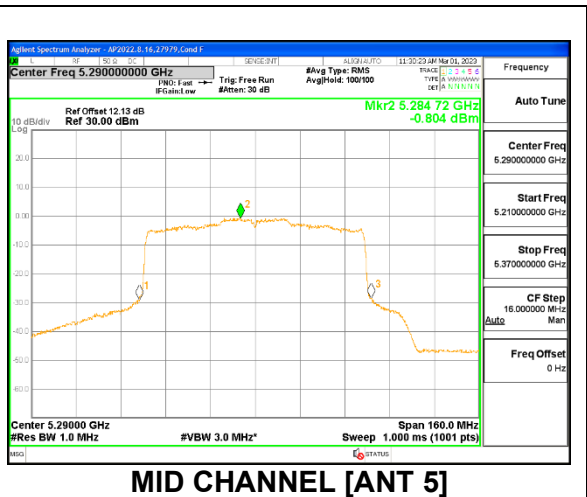 Agilent Spectrum Analyzer - AP2022.8.16,27979,Cond F
RF 50 Ω DC SENSE:INT ALIGN AUTO 11:30:23 AM Mar 01, 2023
Center Freq 5.290000000 GHz
PNO: Fast
IFGain:Low
Trig: Free Run
#Atten: 30 dB
#Avg Type: RMS
Avg|Hold: 100/100
TRACE 1 2 3 4 5 6
TYPE A WWWWW
DET A N N N N N
Frequency
Auto Tune
Center Freq
5.290000000 GHz
Start Freq
5.210000000 GHz
Stop Freq
5.370000000 GHz
CF Step
16.000000 MHz
Auto Man
Freq Offset
0 Hz
Mkr2 5.284 72 GHz
-0.804 dBm
Ref Offset 12.13 dB
10 dB/div Ref 30.00 dBm
Log
20.0
10.0
0.00
-10.0
-20.0
-30.0
-40.0
-50.0
-60.0
1
2
3
Center 5.29000 GHz Span 160.0 MHz
#Res BW 1.0 MHz #VBW 3.0 MHz* Sweep 1.000 ms (1001 pts)
MSG STATUS
MID CHANNEL [ANT 5]